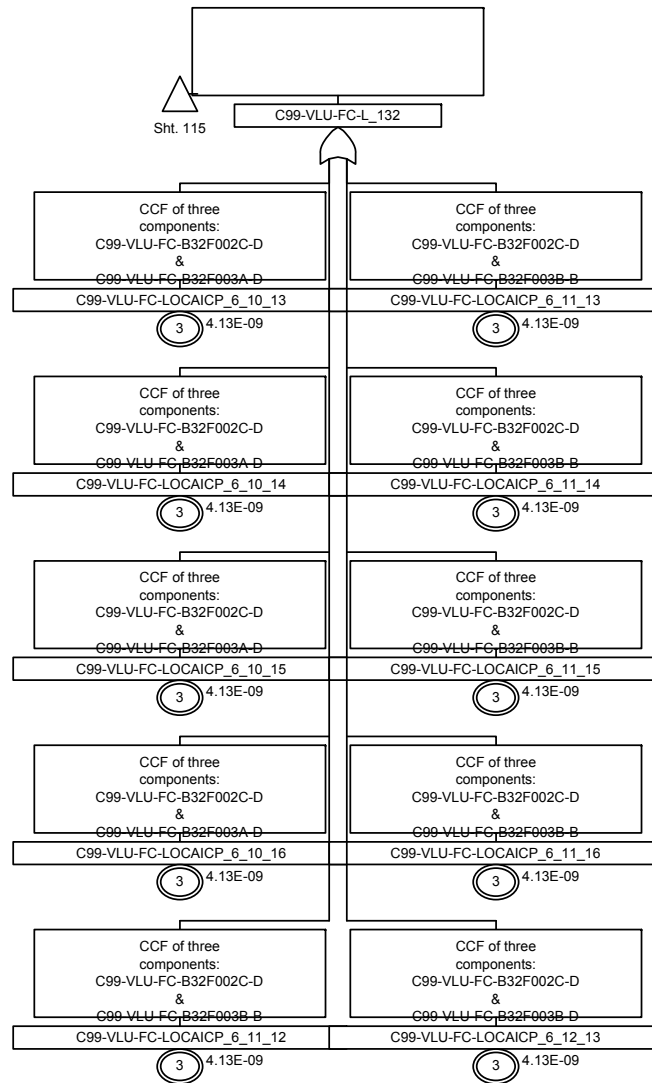 C99-VLU-FC-L_132
Sht. 115
CCF of three
components:
C99-VLU-FC-B32F002C-D
&
C99-VLU-FC-B32F003A-D
C99-VLU-FC-LOCAICP_6_10_13
3
4.13E-09
CCF of three
components:
C99-VLU-FC-B32F002C-D
&
C99-VLU-FC-B32F003B-B
C99-VLU-FC-LOCAICP_6_11_13
3
4.13E-09
CCF of three
components:
C99-VLU-FC-B32F002C-D
&
C99-VLU-FC-B32F003A-D
C99-VLU-FC-LOCAICP_6_10_14
3
4.13E-09
CCF of three
components:
C99-VLU-FC-B32F002C-D
&
C99-VLU-FC-B32F003B-B
C99-VLU-FC-LOCAICP_6_11_14
3
4.13E-09
CCF of three
components:
C99-VLU-FC-B32F002C-D
&
C99-VLU-FC-B32F003A-D
C99-VLU-FC-LOCAICP_6_10_15
3
4.13E-09
CCF of three
components:
C99-VLU-FC-B32F002C-D
&
C99-VLU-FC-B32F003B-B
C99-VLU-FC-LOCAICP_6_11_15
3
4.13E-09
CCF of three
components:
C99-VLU-FC-B32F002C-D
&
C99-VLU-FC-B32F003A-D
C99-VLU-FC-LOCAICP_6_10_16
3
4.13E-09
CCF of three
components:
C99-VLU-FC-B32F002C-D
&
C99-VLU-FC-B32F003B-B
C99-VLU-FC-LOCAICP_6_11_16
3
4.13E-09
CCF of three
components:
C99-VLU-FC-B32F002C-D
&
C99-VLU-FC-B32F003B-B
C99-VLU-FC-LOCAICP_6_11_12
3
4.13E-09
CCF of three
components:
C99-VLU-FC-B32F002C-D
&
C99-VLU-FC-B32F003B-D
C99-VLU-FC-LOCAICP_6_12_13
3
4.13E-09